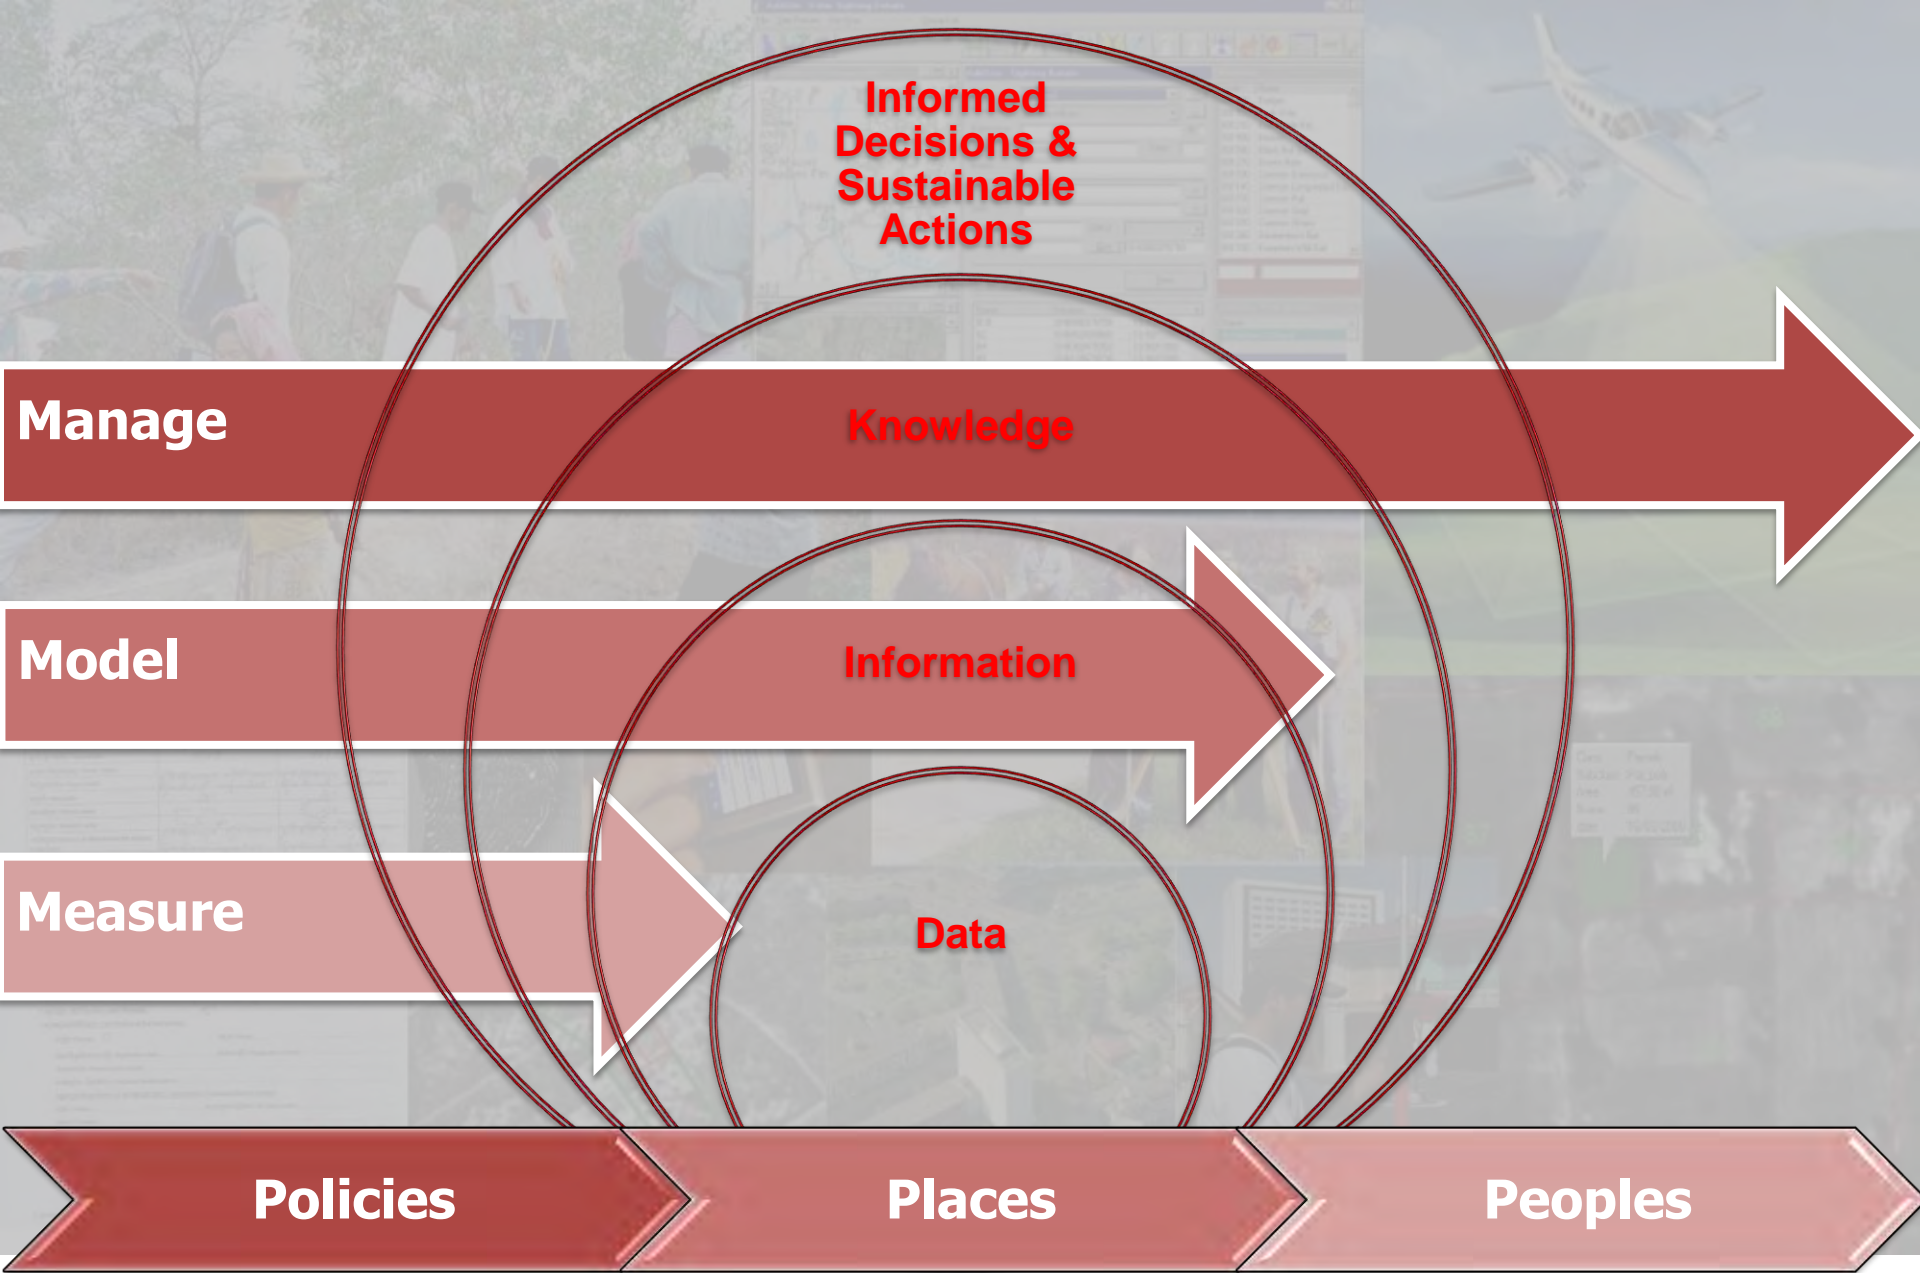 Informed
Decisions &
Sustainable
Actions
Manage
Knowledge
Model
Information
Measure
Data
Policies
Places
Peoples